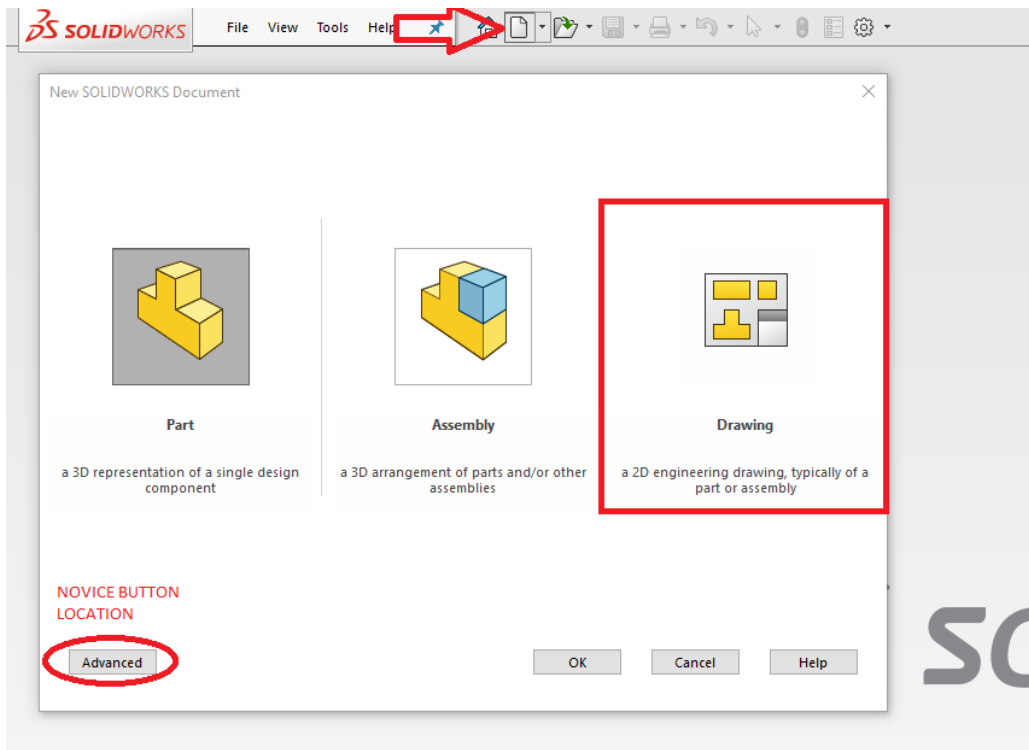 SOLIDWORKS File View Tools Help
New SOLIDWORKS Document
Part Assembly Drawing
a 3D representation of a single design component
a 3D arrangement of parts and/or other assemblies
a 2D engineering drawing, typically of a part or assembly
NOVICE BUTTON
LOCATION
Advanced OK Cancel Help
SO